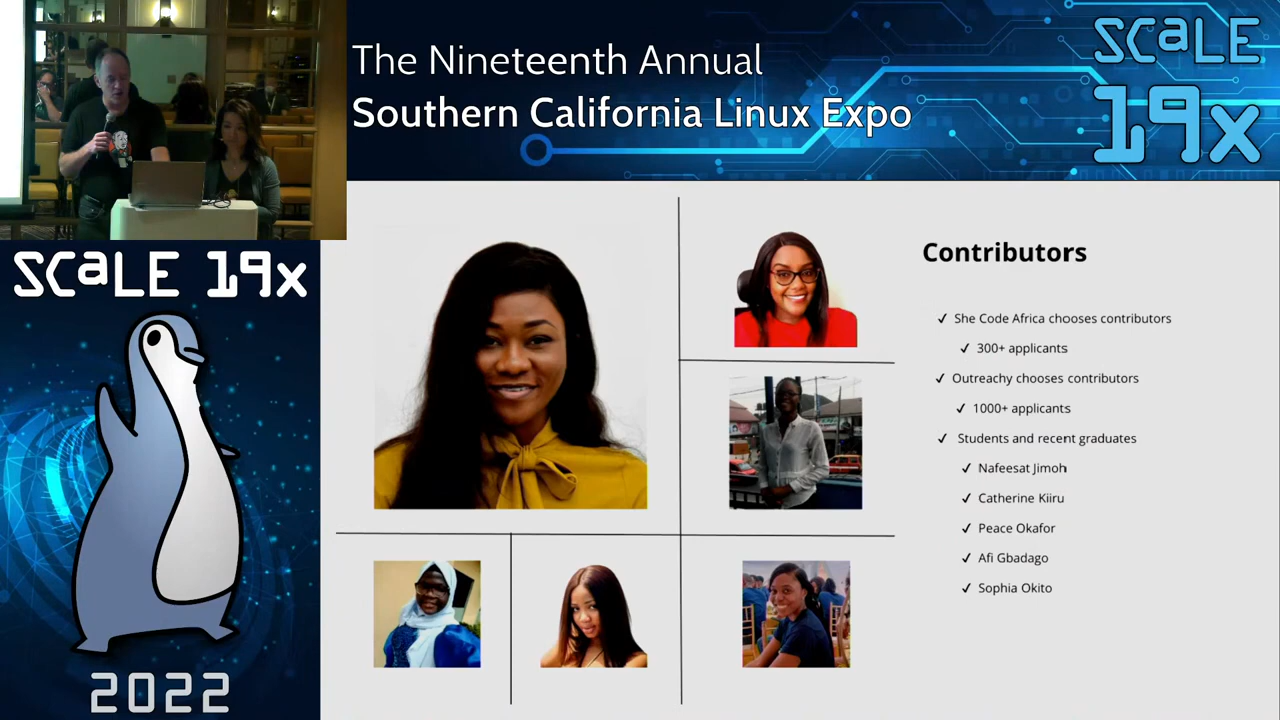 The Nineteenth Annual
Southern California Linux Expo
SCaLE
19x
SCaLE 19x
2022
Contributors
✓ She Code Africa chooses contributors
✓ 300+ applicants
✓ Outreachy chooses contributors
✓ 1000+ applicants
✓ Students and recent graduates
✓ Nafeesat Jimoh
✓ Catherine Kiiru
✓ Peace Okafor
✓ Afi Gbadago
✓ Sophia Okito